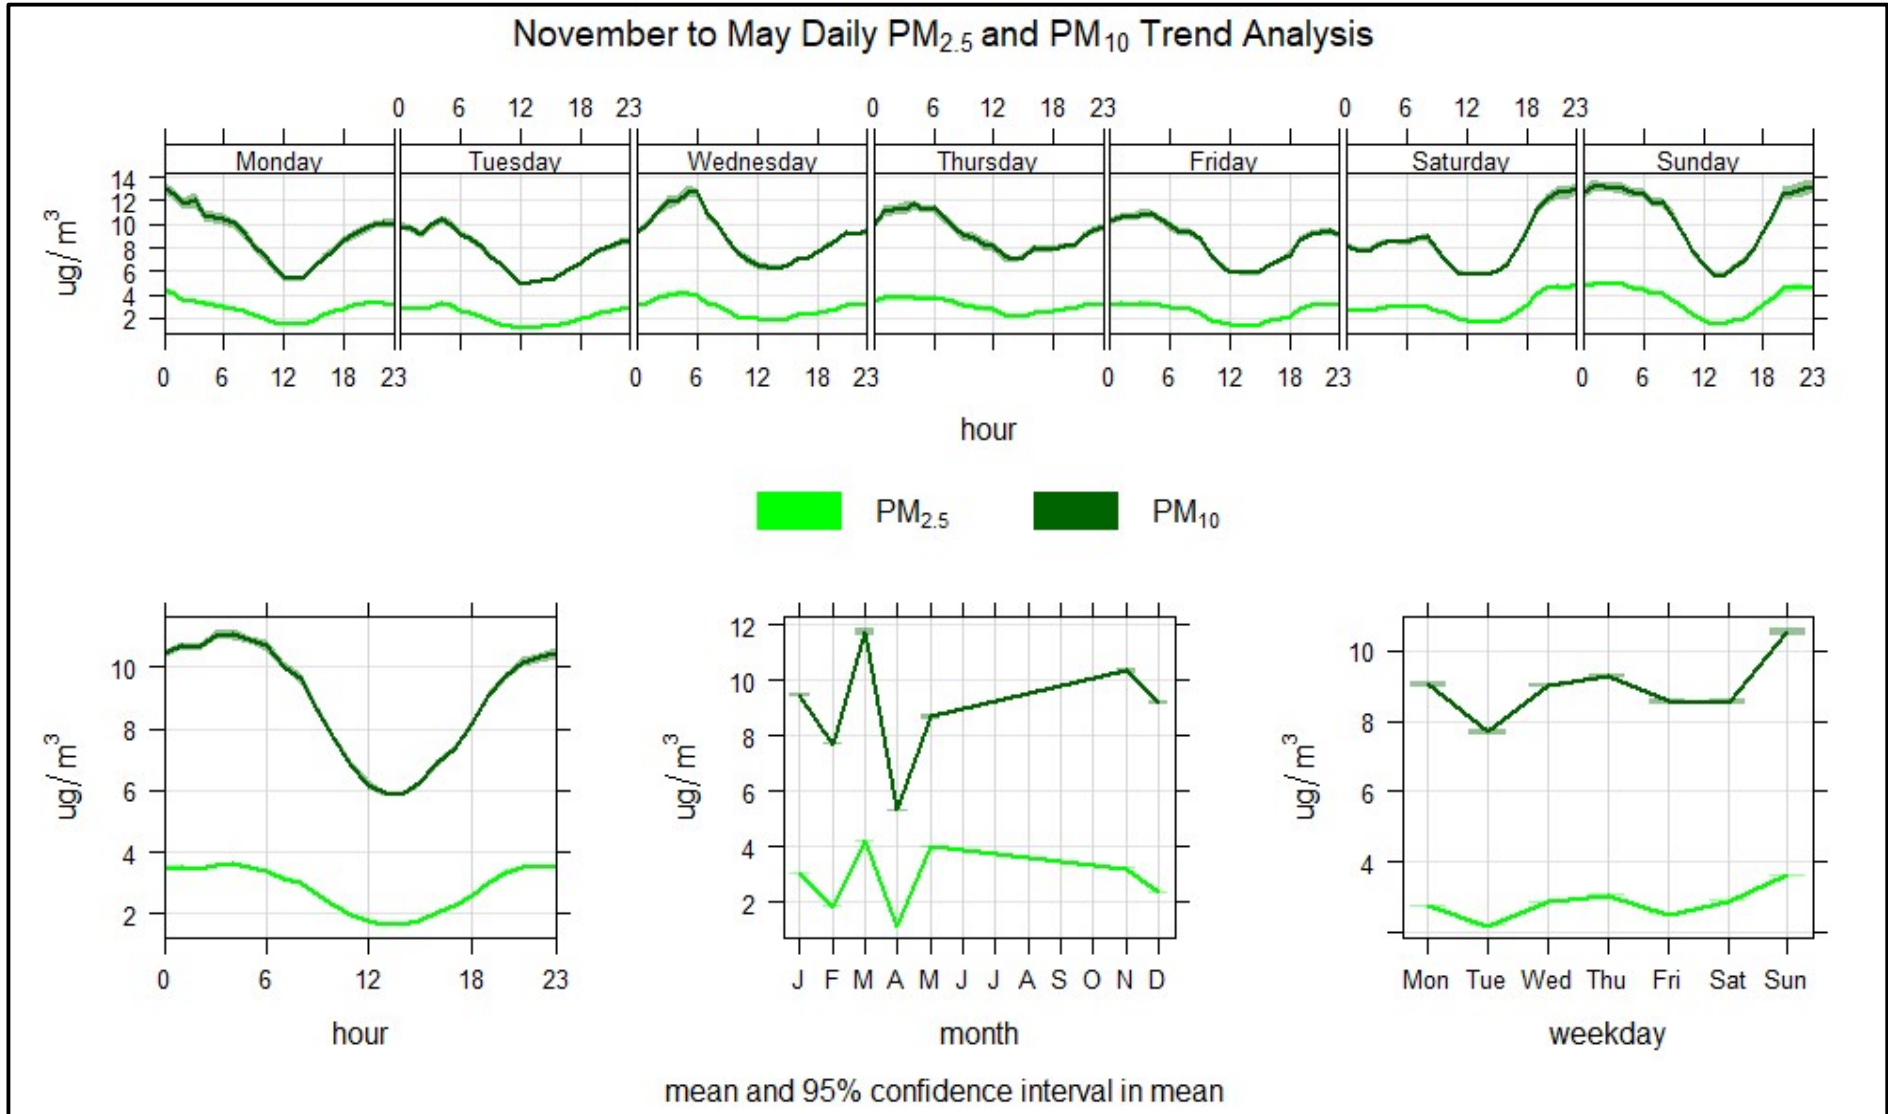 November to May Daily PM2.5 and PM10 Trend Analysis
0 6 12 18 23 0 6 12 18 23 0 6 12 18 23
Monday Tuesday Wednesday Thursday Friday Saturday Sunday
14
12
10
8
6
4
2
ug/ m3
0 6 12 18 23 0 6 12 18 23 0 6 12 18 23 0 6 12 18 23
hour
PM2.5 PM10
10
8
6
4
2
ug/ m3
0 6 12 18 23
hour
12
10
8
6
4
2
ug/ m3
J F M A M J J A S O N D
month
10
8
6
4
ug/ m3
Mon Tue Wed Thu Fri Sat Sun
weekday
mean and 95% confidence interval in mean